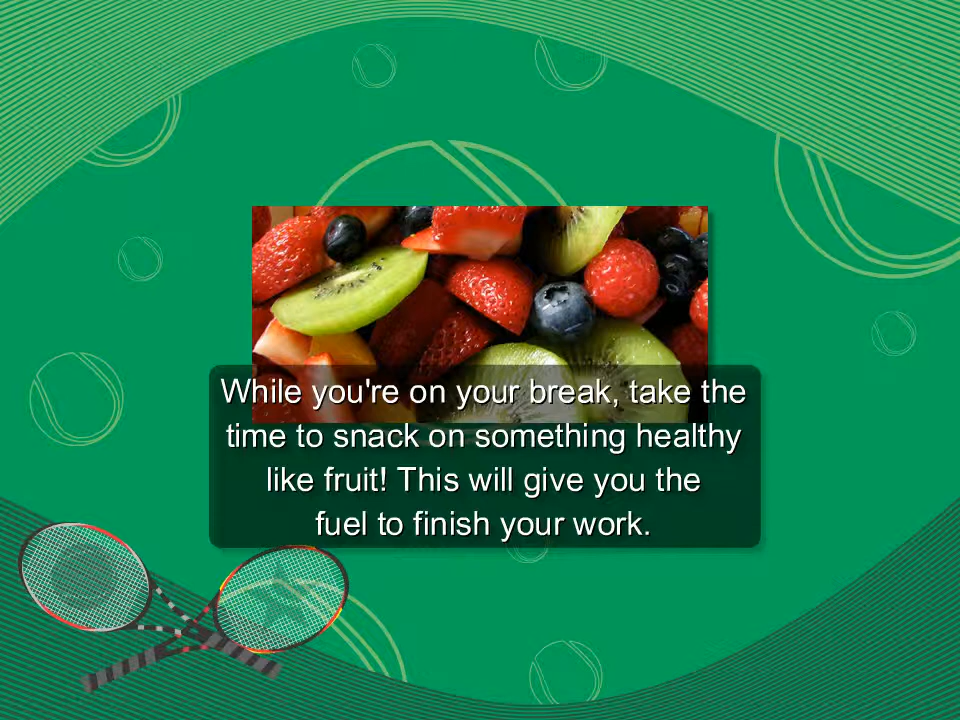 While you're on your break, take the
time to snack on something healthy
like fruit! This will give you the
fuel to finish your work.